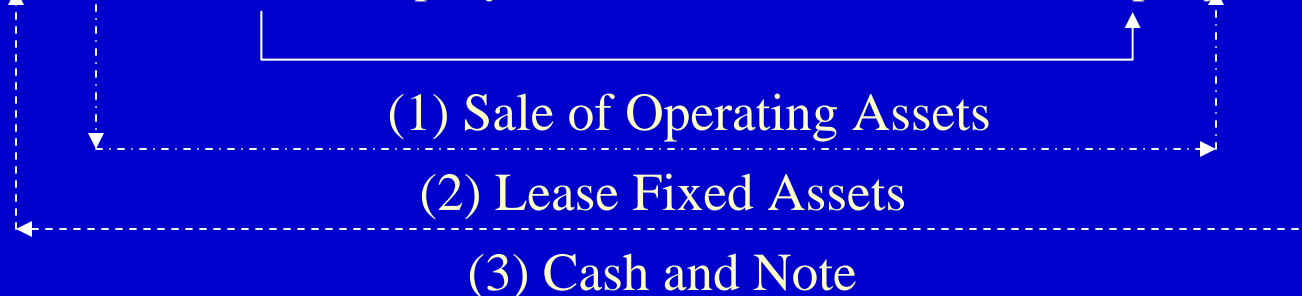 (1) Sale of Operating Assets
(2) Lease Fixed Assets
(3) Cash and Note